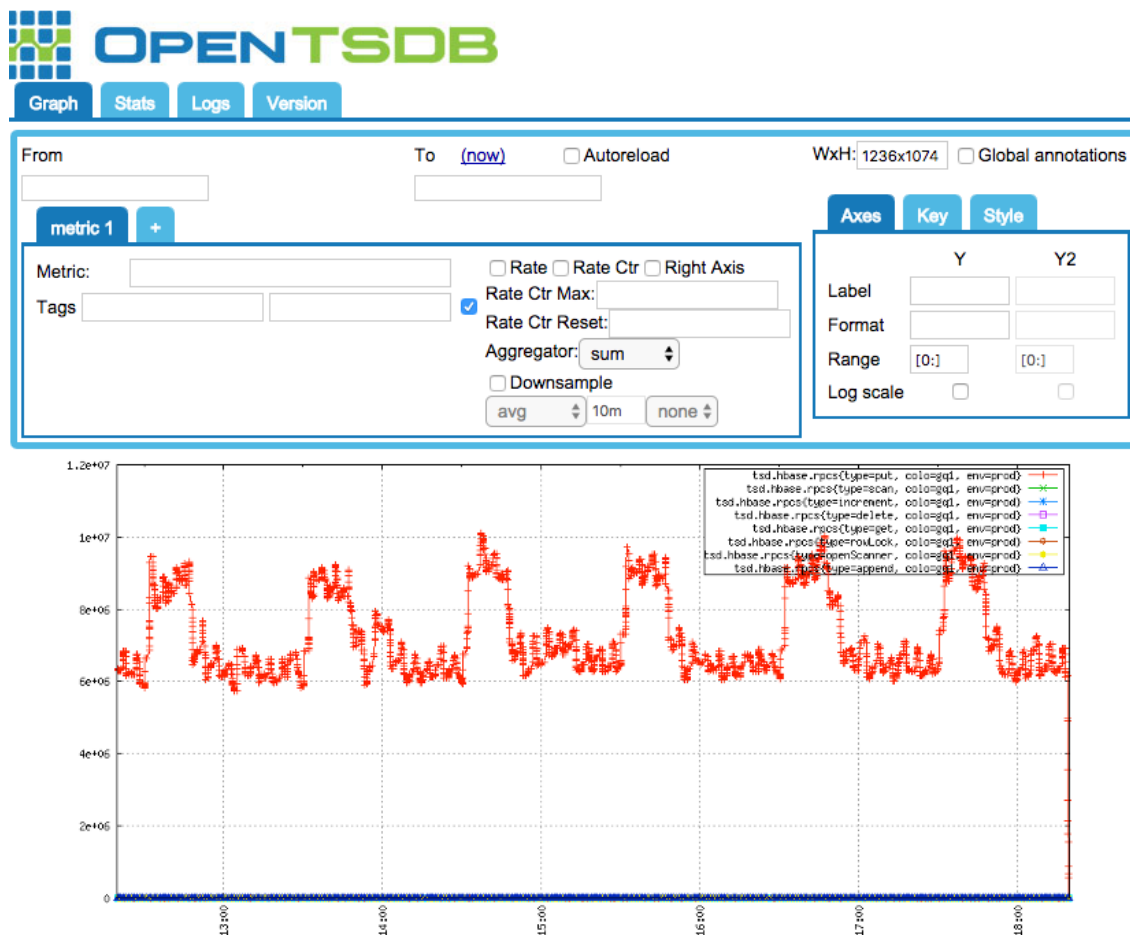 OPENTSDB
Graph Stats Logs Version
From To (now) Autoreload WxH: 1236x1074 Global annotations
metric 1 + Axes Key Style
Metric: Rate Rate Ctr Right Axis Y Y2
Tags Rate Ctr Max: Label
Rate Ctr Reset: Format
Aggregator: sum Range [0:] [0:]
Downsample Log scale
avg 10m none
1.2e+07
tsd.hbase.rpcs{type=put, colo=gq1, env=prod}
tsd.hbase.rpcs{type=scan, colo=gq1, env=prod}
tsd.hbase.rpcs{type=increment, colo=gq1, env=prod}
tsd.hbase.rpcs{type=delete, colo=gq1, env=prod}
tsd.hbase.rpcs{type=get, colo=gq1, env=prod}
tsd.hbase.rpcs{type=rowLock, colo=gq1, env=prod}
tsd.hbase.rpcs{type=openScanner, colo=gq1, env=prod}
tsd.hbase.rpcs{type=append, colo=gq1, env=prod}
1e+07
8e+06
6e+06
4e+06
2e+06
0
13:00 14:00 15:00 16:00 17:00 18:00